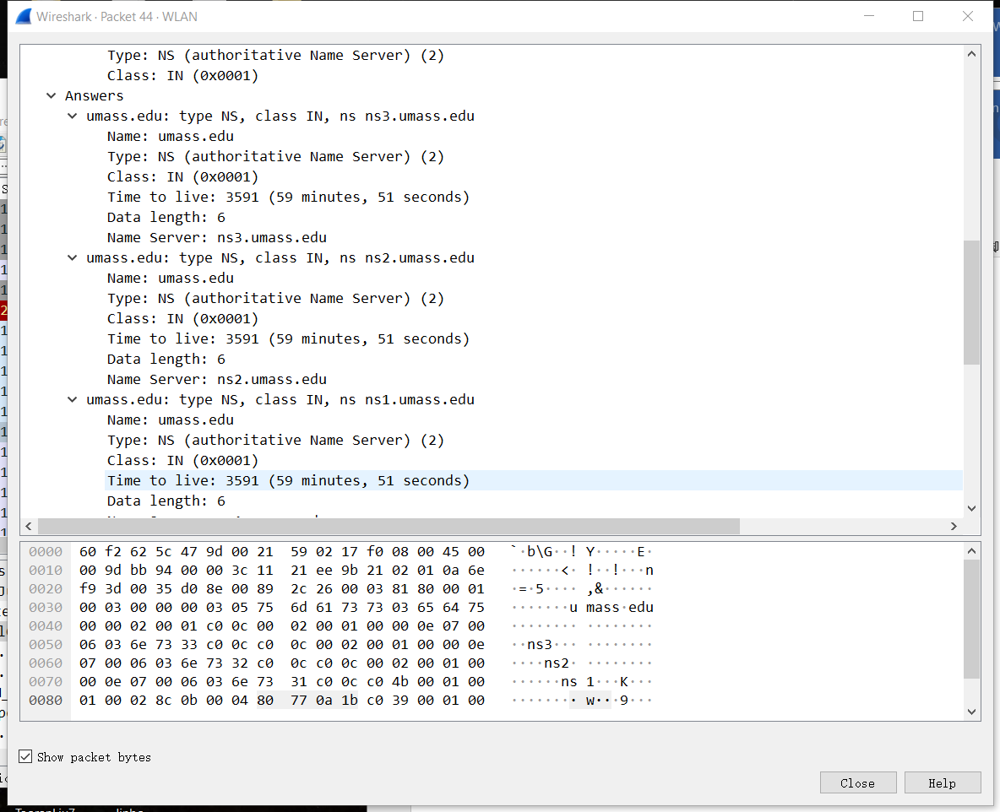 Wireshark · Packet 44 · WLAN
Type: NS (authoritative Name Server) (2)
Class: IN (0x0001)
Answers
umass.edu: type NS, class IN, ns ns3.umass.edu
Name: umass.edu
Type: NS (authoritative Name Server) (2)
Class: IN (0x0001)
Time to live: 3591 (59 minutes, 51 seconds)
Data length: 6
Name Server: ns3.umass.edu
umass.edu: type NS, class IN, ns ns2.umass.edu
Name: umass.edu
Type: NS (authoritative Name Server) (2)
Class: IN (0x0001)
Time to live: 3591 (59 minutes, 51 seconds)
Data length: 6
Name Server: ns2.umass.edu
umass.edu: type NS, class IN, ns ns1.umass.edu
Name: umass.edu
Type: NS (authoritative Name Server) (2)
Class: IN (0x0001)
Time to live: 3591 (59 minutes, 51 seconds)
Data length: 6
0000 60 f2 62 5c 47 9d 00 21 59 02 17 f0 08 00 45 00 `·b\G··! Y·····E·
0010 00 9d bb 94 00 00 3c 11 21 ee 9b 21 02 01 0a 6e ······<· !··!···n
0020 f9 3d 00 35 d0 8e 00 89 2c 26 00 03 81 80 00 01 ·=·5···· ,&······
0030 00 03 00 00 00 03 05 75 6d 61 73 73 03 65 64 75 ·······u mass·edu
0040 00 00 02 00 01 c0 0c 00 02 00 01 00 00 0e 07 00 ········ ········
0050 06 03 6e 73 33 c0 0c c0 0c 00 02 00 01 00 00 0e ··ns3··· ········
0060 07 00 06 03 6e 73 32 c0 0c c0 0c 00 02 00 01 00 ····ns2· ········
0070 00 0e 07 00 06 03 6e 73 31 c0 0c c0 4b 00 01 00 ······ns 1···K···
0080 01 00 02 8c 0b 00 04 80 77 0a 1b c0 39 00 01 00 ········ w···9···
Show packet bytes
Close
Help